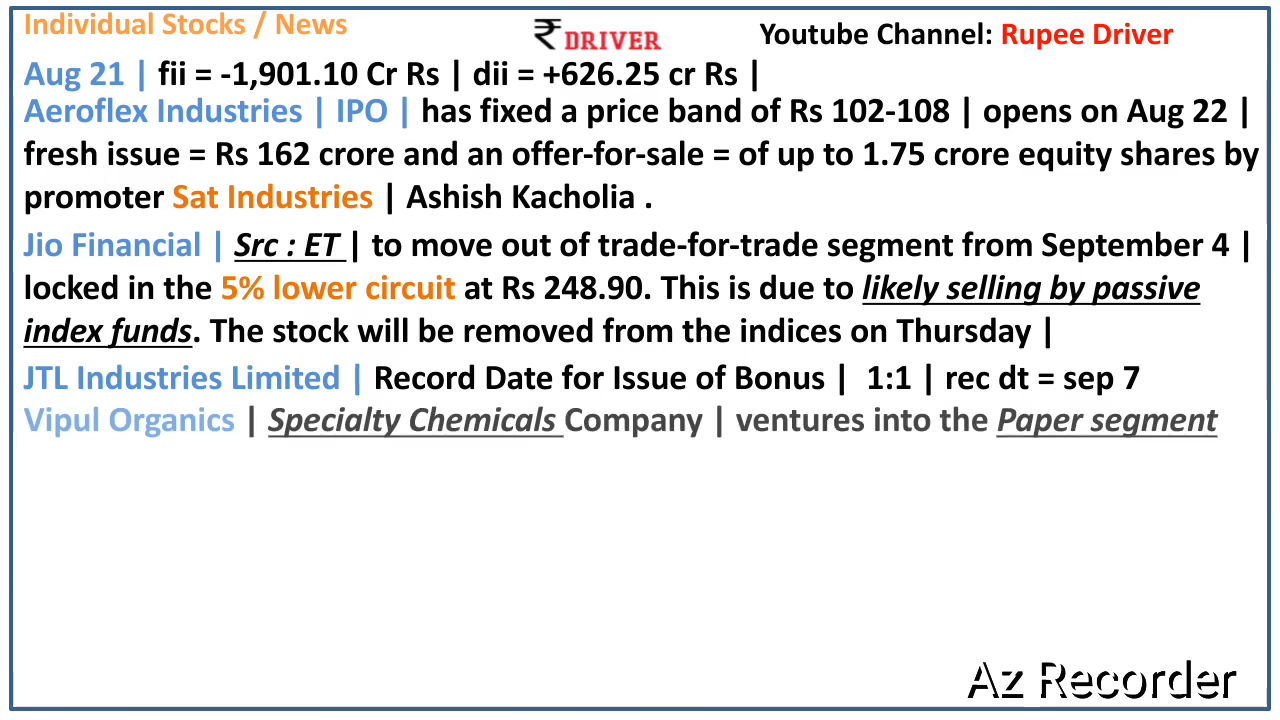 Individual Stocks / News
₹ DRIVER
Youtube Channel: Rupee Driver
Aug 21 | fii = -1,901.10 Cr Rs | dii = +626.25 cr Rs |
Aeroflex Industries | IPO | has fixed a price band of Rs 102-108 | opens on Aug 22 |
fresh issue = Rs 162 crore and an offer-for-sale = of up to 1.75 crore equity shares by
promoter Sat Industries | Ashish Kacholia .
Jio Financial | Src : ET | to move out of trade-for-trade segment from September 4 |
locked in the 5% lower circuit at Rs 248.90. This is due to likely selling by passive
index funds. The stock will be removed from the indices on Thursday |
JTL Industries Limited | Record Date for Issue of Bonus | 1:1 | rec dt = sep 7
Vipul Organics | Specialty Chemicals Company | ventures into the Paper segment
Az Recorder